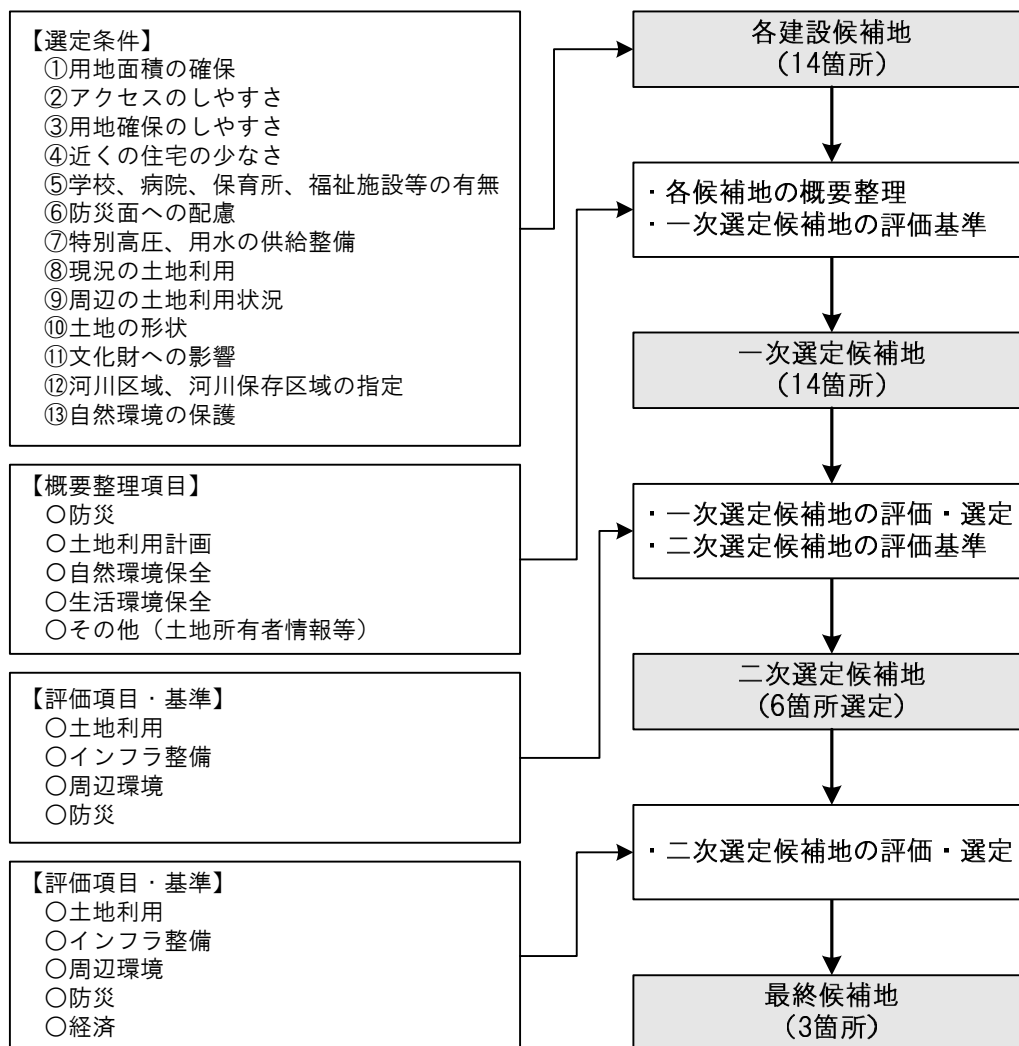 【選定条件】
①用地面積の確保
②アクセスのしやすさ
③用地確保のしやすさ
④近くの住宅の少なさ
⑤学校、病院、保育所、福祉施設等の有無
⑥防災面への配慮
⑦特別高圧、用水の供給整備
⑧現況の土地利用
⑨周辺の土地利用状況
⑩土地の形状
⑪文化財への影響
⑫河川区域、河川保存区域の指定
⑬自然環境の保護
【概要整理項目】
○防災
○土地利用計画
○自然環境保全
○生活環境保全
○その他（土地所有者情報等）
【評価項目・基準】
○土地利用
○インフラ整備
○周辺環境
○防災
【評価項目・基準】
○土地利用
○インフラ整備
○周辺環境
○防災
○経済
各建設候補地
（14箇所）
・各候補地の概要整理
・一次選定候補地の評価基準
一次選定候補地
（14箇所）
・一次選定候補地の評価・選定
・二次選定候補地の評価基準
二次選定候補地
（6箇所選定）
・二次選定候補地の評価・選定
最終候補地
（3箇所）